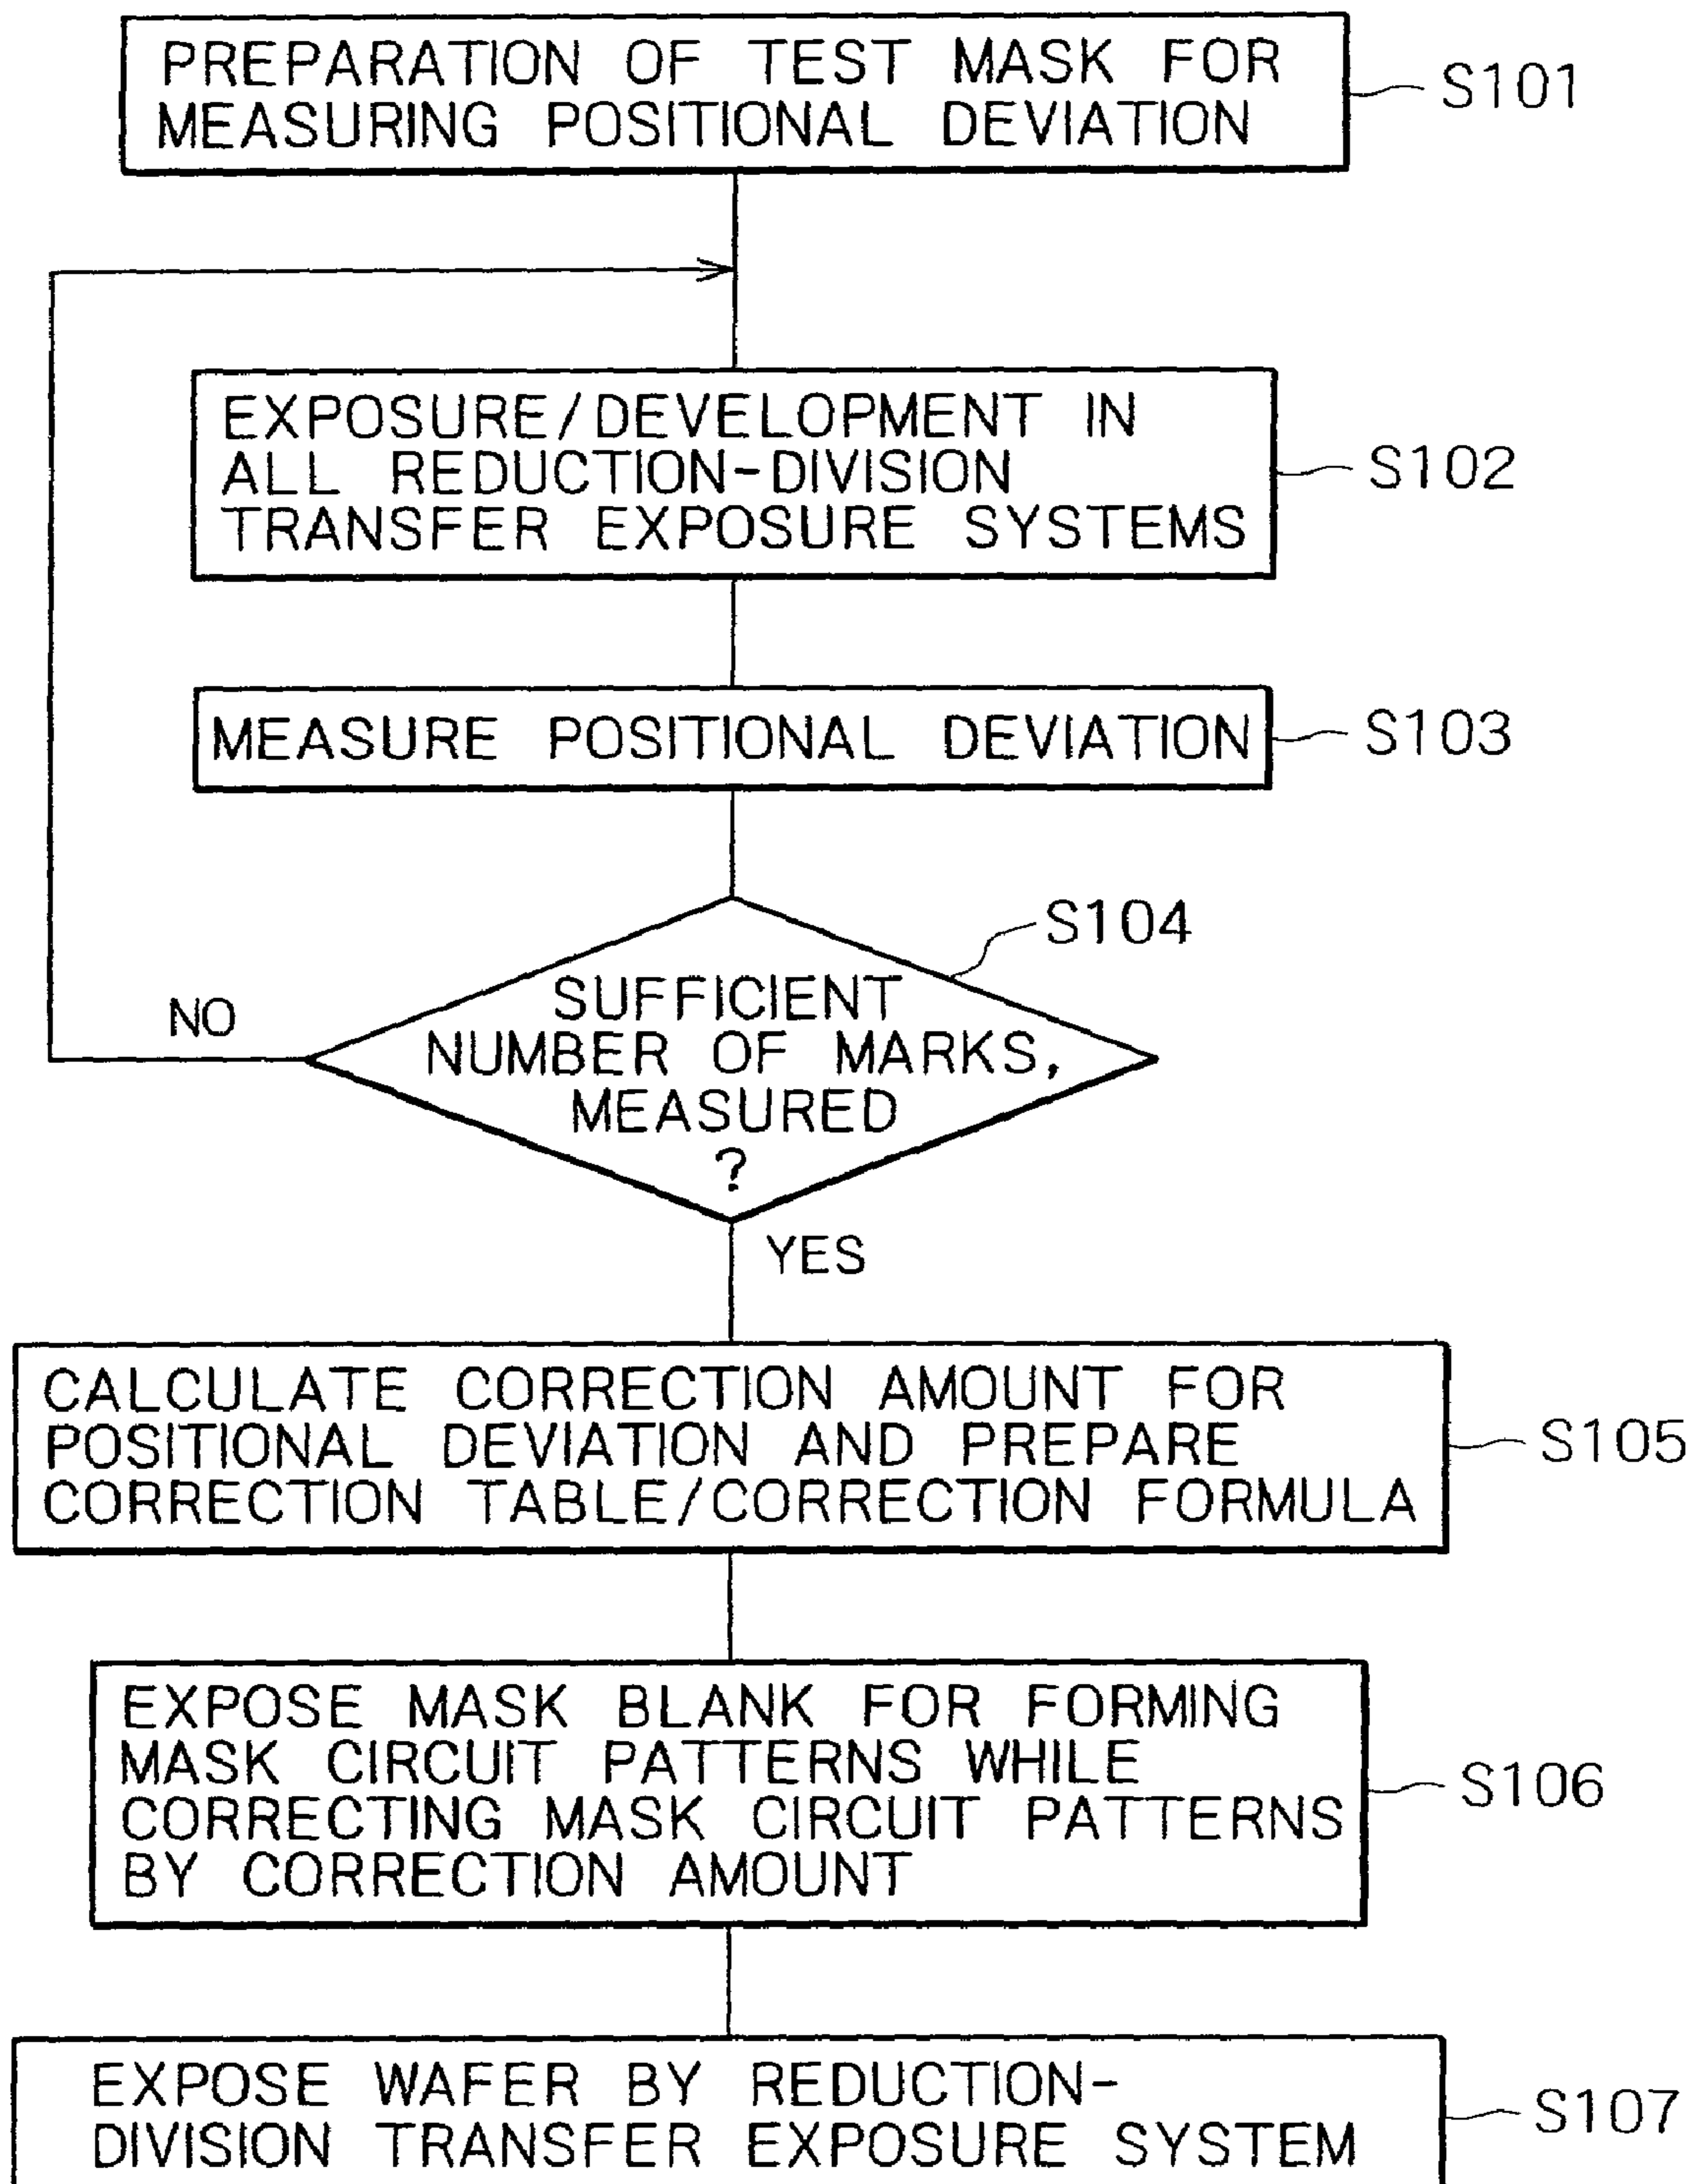 PREPARATION OF TEST MASK FOR
MEASURING POSITIONAL DEVIATION
S101
EXPOSURE/DEVELOPMENT IN
ALL REDUCTION-DIVISION
TRANSFER EXPOSURE SYSTEMS
S102
MEASURE POSITIONAL DEVIATION
S103
S104
SUFFICIENT
NUMBER OF MARKS,
MEASURED
?
NO
YES
CALCULATE CORRECTION AMOUNT FOR
POSITIONAL DEVIATION AND PREPARE
CORRECTION TABLE/CORRECTION FORMULA
S105
EXPOSE MASK BLANK FOR FORMING
MASK CIRCUIT PATTERNS WHILE
CORRECTING MASK CIRCUIT PATTERNS
BY CORRECTION AMOUNT
S106
EXPOSE WAFER BY REDUCTION-
DIVISION TRANSFER EXPOSURE SYSTEM
S107